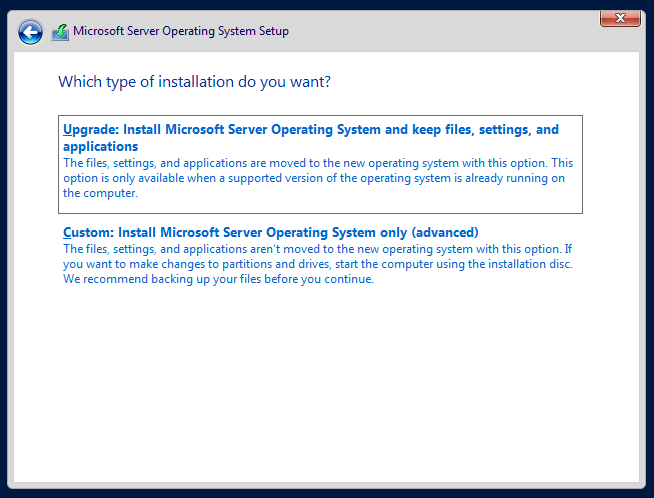 Microsoft Server Operating System Setup
Which type of installation do you want?
Upgrade: Install Microsoft Server Operating System and keep files, settings, and
applications
The files, settings, and applications are moved to the new operating system with this option. This
option is only available when a supported version of the operating system is already running on
the computer.
Custom: Install Microsoft Server Operating System only (advanced)
The files, settings, and applications aren't moved to the new operating system with this option. If
you want to make changes to partitions and drives, start the computer using the installation disc.
We recommend backing up your files before you continue.